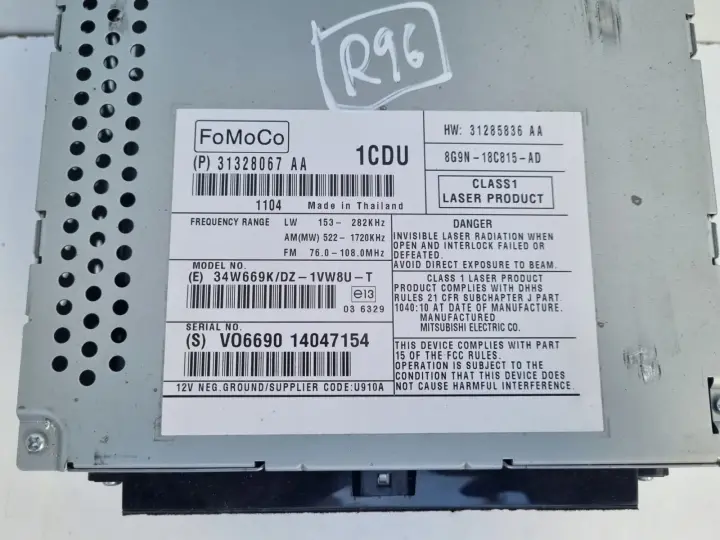 R96
FoMoCo
(P) 31328067 AA
1CDU
1104 Made in Thailand
HW: 31285836 AA
8G9N-18C815-AD
CLASS1
LASER PRODUCT
FREQUENCY RANGE LW 153- 282KHz
AM(MW) 522- 1720KHz
FM 76.0-108.0MHz
MODEL NO.
(E) 34W669K/DZ-1VW8U-T
e13
03 6329
SERIAL NO.
(S) VO6690 14047154
12V NEG.GROUND/SUPPLIER CODE:U910A
DANGER
INVISIBLE LASER RADIATION WHEN
OPEN AND INTERLOCK FAILED OR
DEFEATED.
AVOID DIRECT EXPOSURE TO BEAM.
CLASS 1 LASER PRODUCT
PRODUCT COMPLIES WITH DHHS
RULES 21 CFR SUBCHAPTER J PART
1040:10 AT DATE OF MANUFACTURE.
MANUFACTURED
MITSUBISHI ELECTRIC CO.
THIS DEVICE COMPLIES WITH PART
15 OF THE FCC RULES.
OPERATION IS SUBJECT TO THE
CONDITION THAT THIS DEVICE DOES
NOT CAUSE HARMFUL INTERFERENCE.